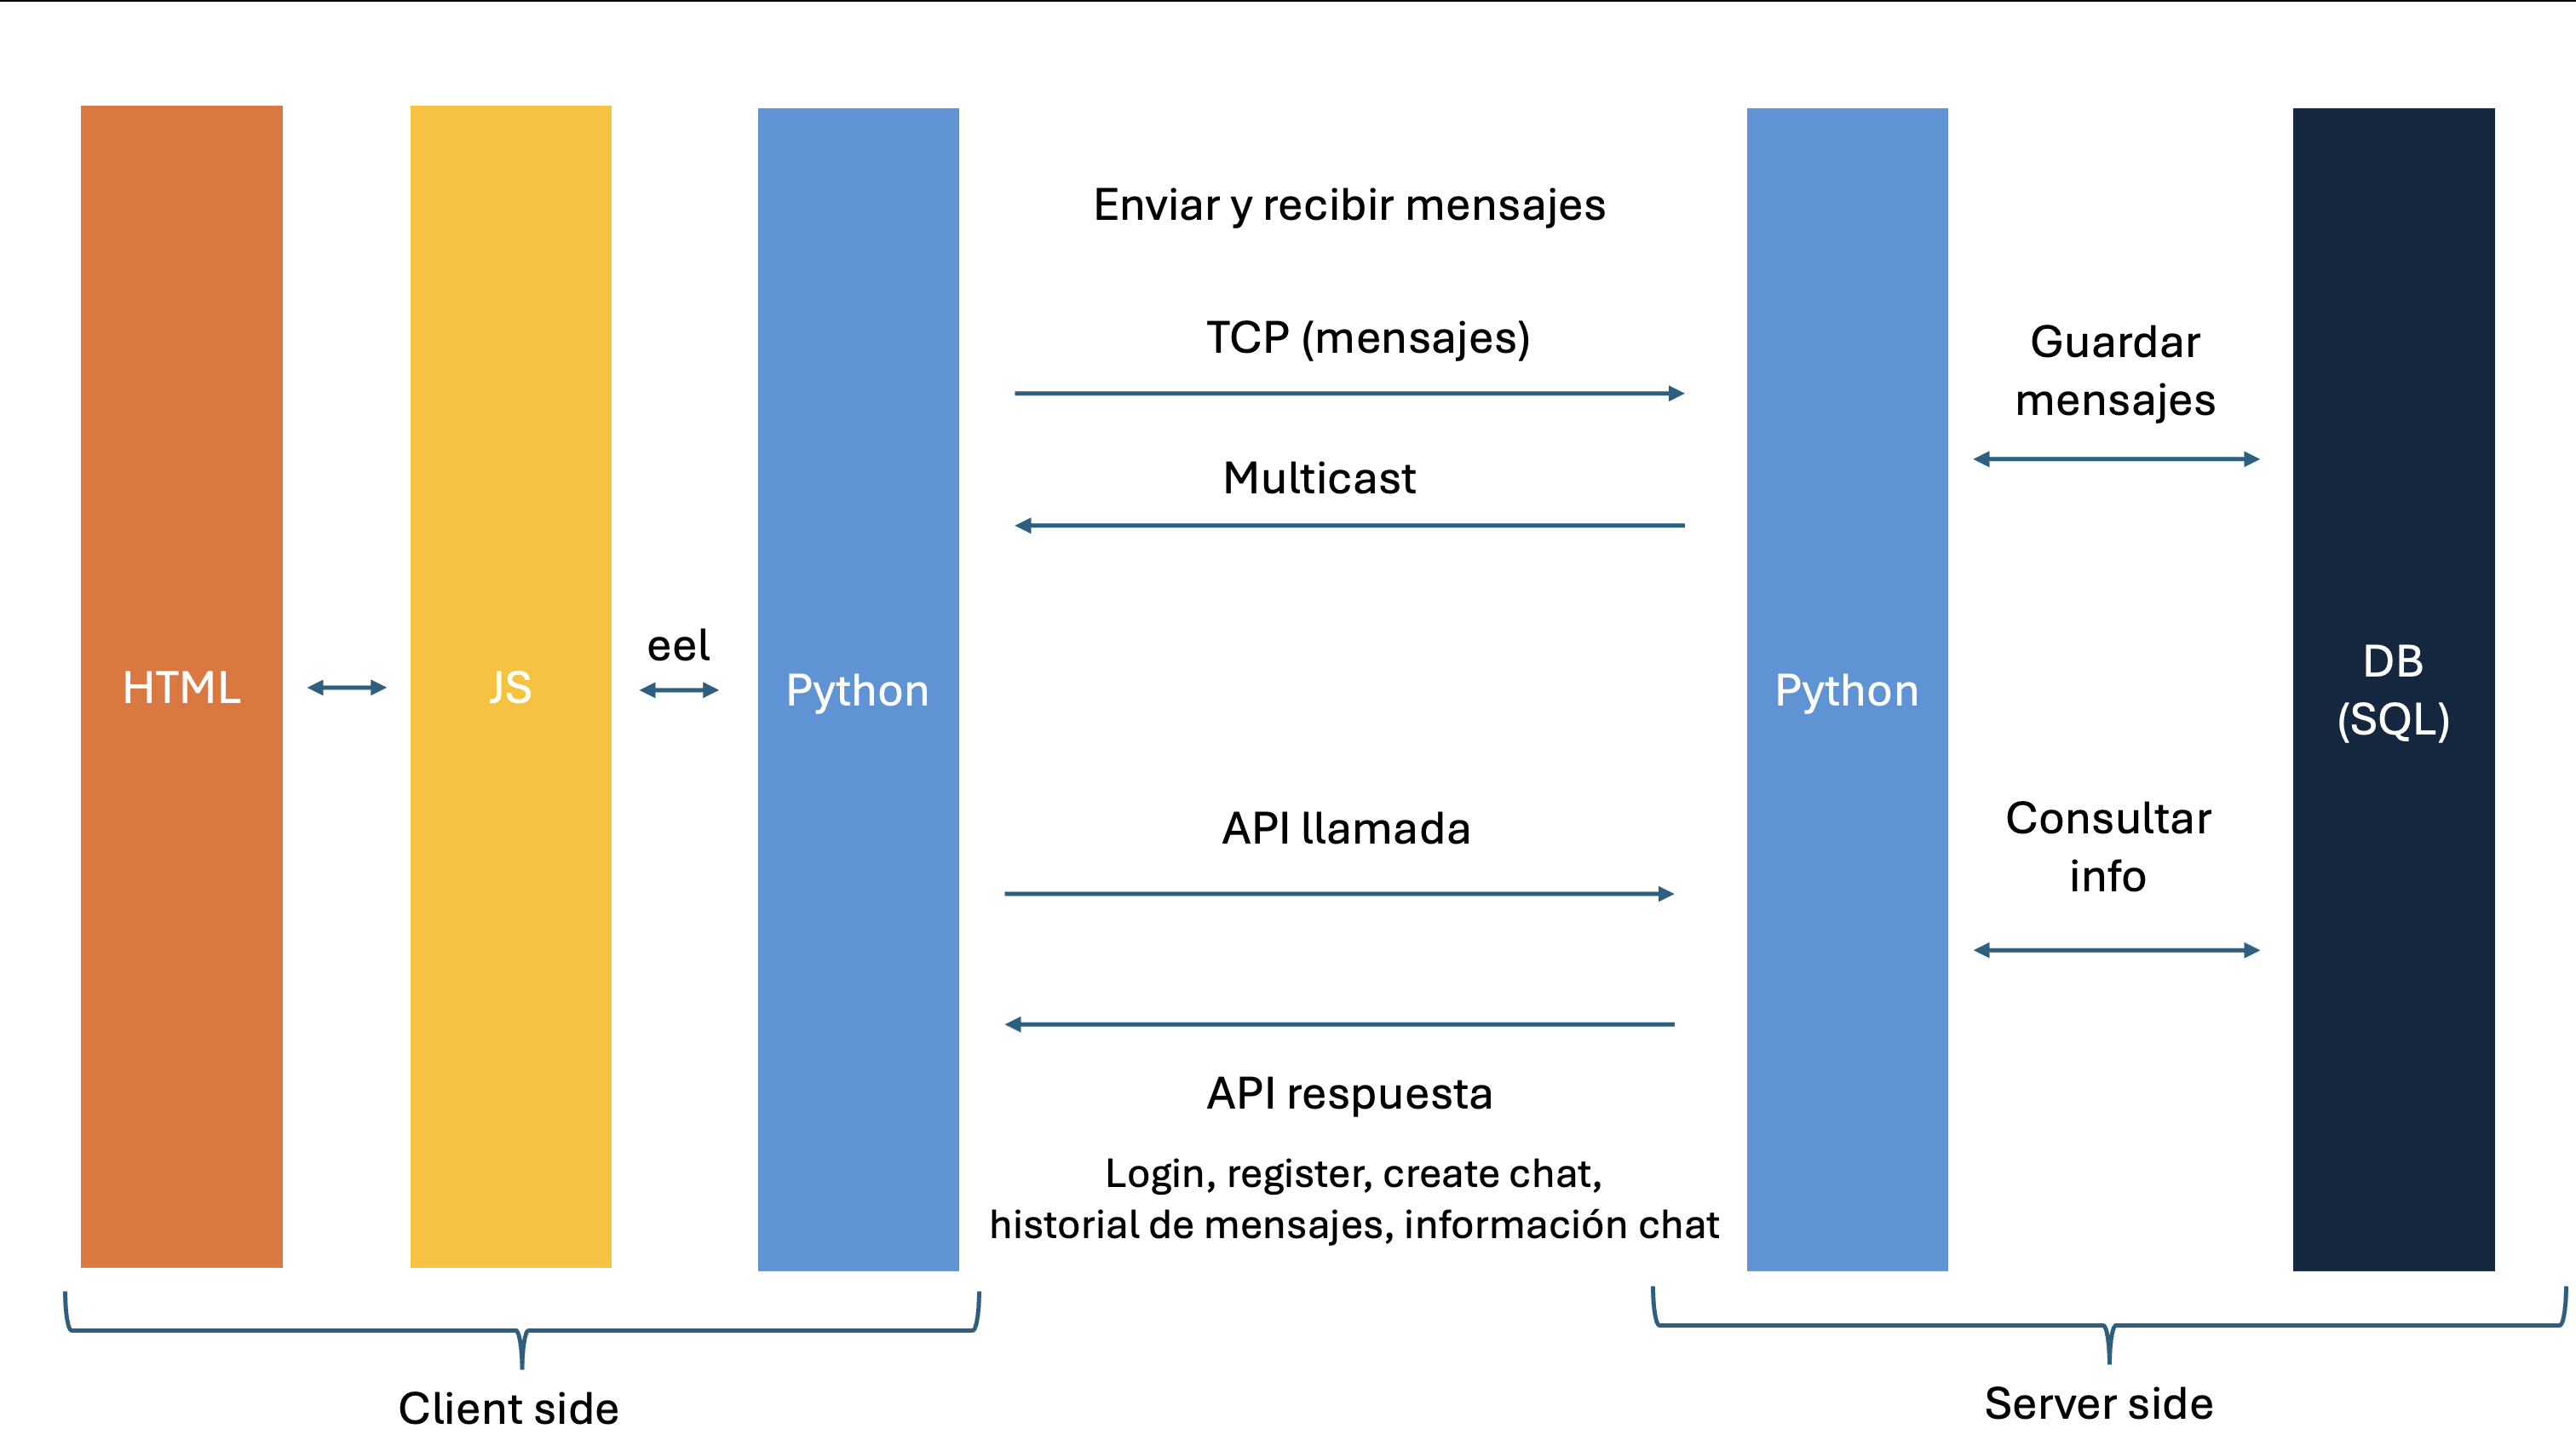 Enviar y recibir mensajes
TCP (mensajes)
Multicast
Guardar
mensajes
HTML
JS
eel
Python
Python
DB
(SQL)
API llamada
Consultar
info
API respuesta
Login, register, create chat,
historial de mensajes, información chat
Client side
Server side